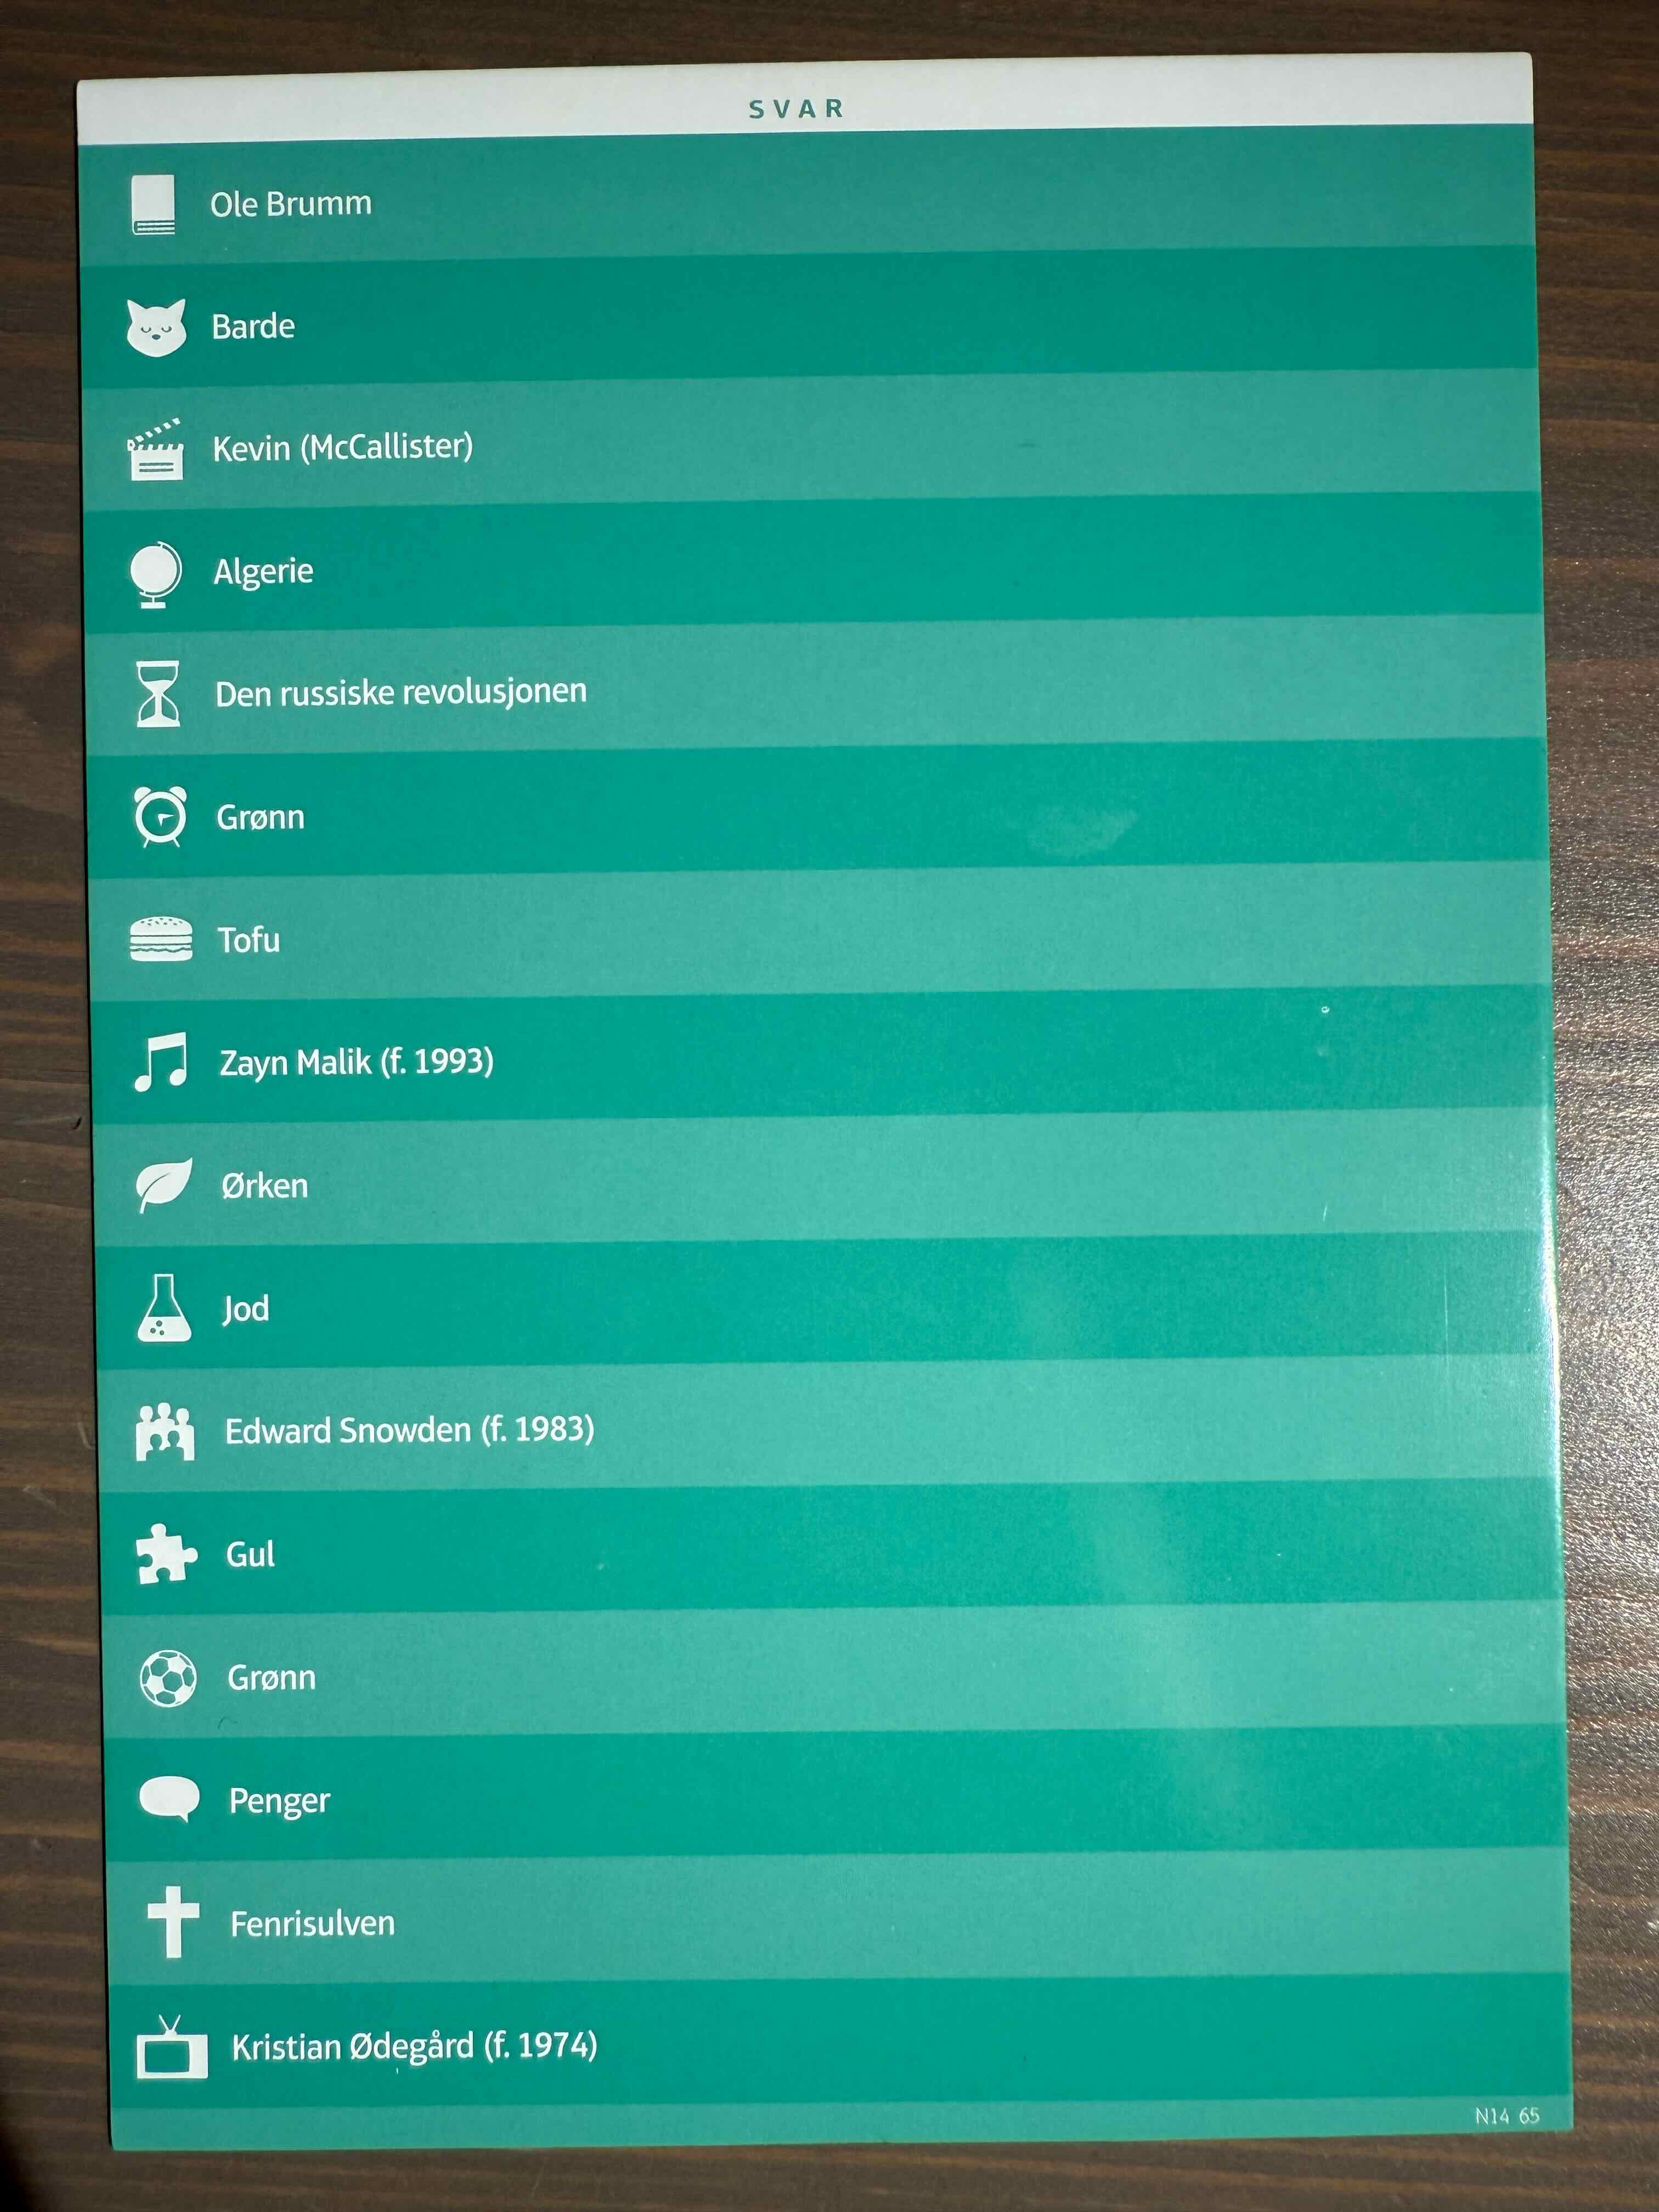 SVAR
Ole Brumm
Barde
Kevin (McCallister)
Algerie
Den russiske revolusjonen
Grønn
Tofu
Zayn Malik (f. 1993)
Ørken
Jod
Edward Snowden (f. 1983)
Gul
Grønn
Penger
Fenrisulven
Kristian Ødegård (f. 1974)
N14 65